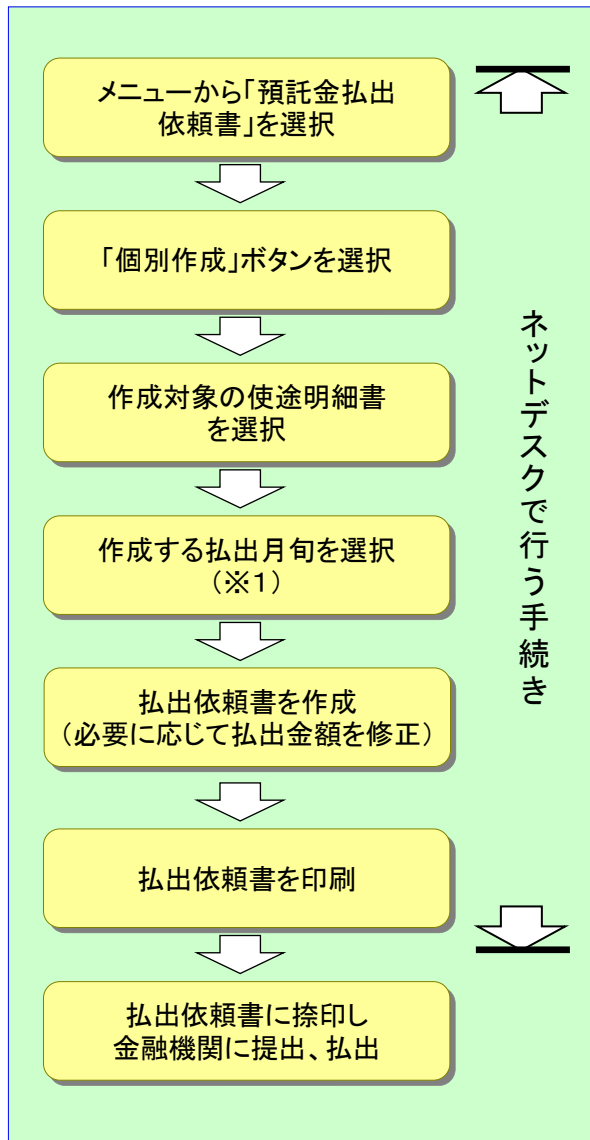 メニューから「預託金払出
依頼書」を選択
「個別作成」ボタンを選択
作成対象の使途明細書
を選択
作成する払出月旬を選択
(※1)
払出依頼書を作成
(必要に応じて払出金額を修正)
払出依頼書を印刷
払出依頼書に捺印し
金融機関に提出、払出
ネットデスクで行う手続き